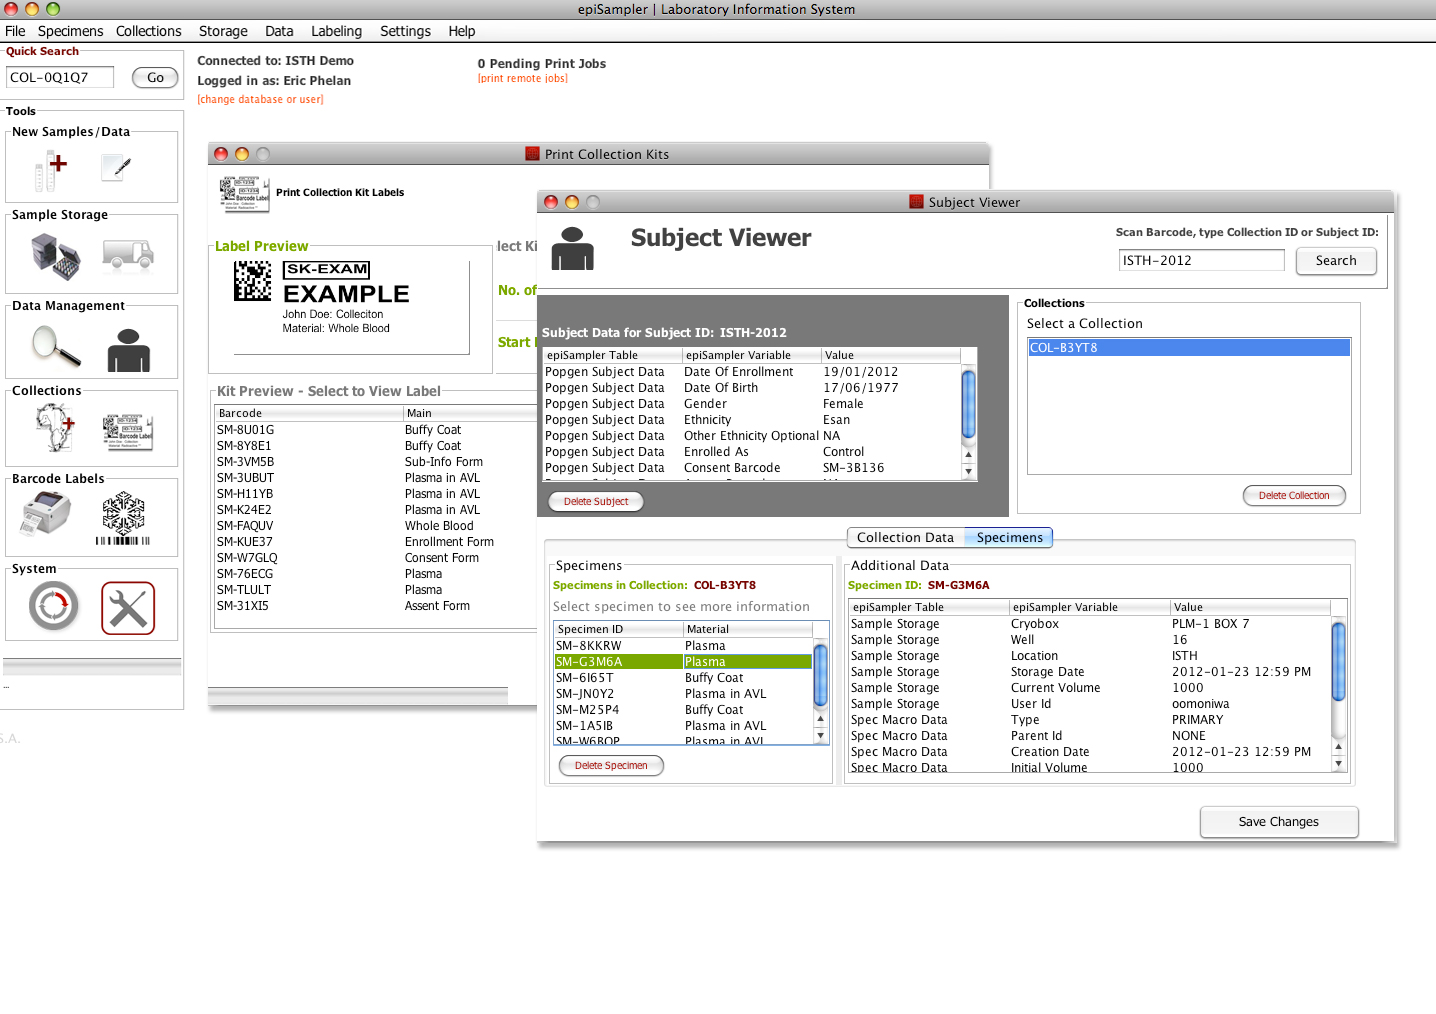 epiSampler | Laboratory Information System
File Specimens Collections Storage Data Labeling Settings Help
Quick Search
COL-0Q1Q7 Go
Connected to: ISTH Demo
Logged in as: Eric Phelan
[change database or user]
0 Pending Print Jobs
[print remote jobs]
Tools
New Samples/Data
Sample Storage
Data Management
Collections
Barcode Labels
System
...
S.A.
Print Collection Kits
Print Collection Kit Labels
Label Preview
SK-EXAM
EXAMPLE
John Doe: Colleciton
Material: Whole Blood
lect Ki
No. of
Start
Kit Preview - Select to View Label
Barcode Main
SM-8U01G Buffy Coat
SM-8Y8E1 Buffy Coat
SM-3VM5B Sub-Info Form
SM-3UBUT Plasma in AVL
SM-H11YB Plasma in AVL
SM-K24E2 Plasma in AVL
SM-FAQUV Whole Blood
SM-KUE37 Enrollment Form
SM-W7GLQ Consent Form
SM-76ECG Plasma
SM-TLULT Plasma
SM-31XI5 Assent Form
Subject Viewer
Subject Viewer
Scan Barcode, type Collection ID or Subject ID:
ISTH-2012 Search
Subject Data for Subject ID: ISTH-2012
epiSampler Table epiSampler Variable Value
Popgen Subject Data Date Of Enrollment 19/01/2012
Popgen Subject Data Date Of Birth 17/06/1977
Popgen Subject Data Gender Female
Popgen Subject Data Ethnicity Esan
Popgen Subject Data Other Ethnicity Optional NA
Popgen Subject Data Enrolled As Control
Popgen Subject Data Consent Barcode SM-3B136
Delete Subject
Collections
Select a Collection
COL-B3YT8
Delete Collection
Collection Data Specimens
Specimens
Specimens in Collection: COL-B3YT8
Select specimen to see more information
Specimen ID Material
SM-8KKRW Plasma
SM-G3M6A Plasma
SM-6I65T Buffy Coat
SM-JN0Y2 Plasma in AVL
SM-M25P4 Buffy Coat
SM-1A5IB Plasma in AVL
Plasma in AVL
Delete Specimen
Additional Data
Specimen ID: SM-G3M6A
epiSampler Table epiSampler Variable Value
Sample Storage Cryobox PLM-1 BOX 7
Sample Storage Well 16
Sample Storage Location ISTH
Sample Storage Storage Date 2012-01-23 12:59 PM
Sample Storage Current Volume 1000
Sample Storage User Id oomoniwa
Spec Macro Data Type PRIMARY
Spec Macro Data Parent Id NONE
Spec Macro Data Creation Date 2012-01-23 12:59 PM
Spec Macro Data Initial Volume 1000
Save Changes